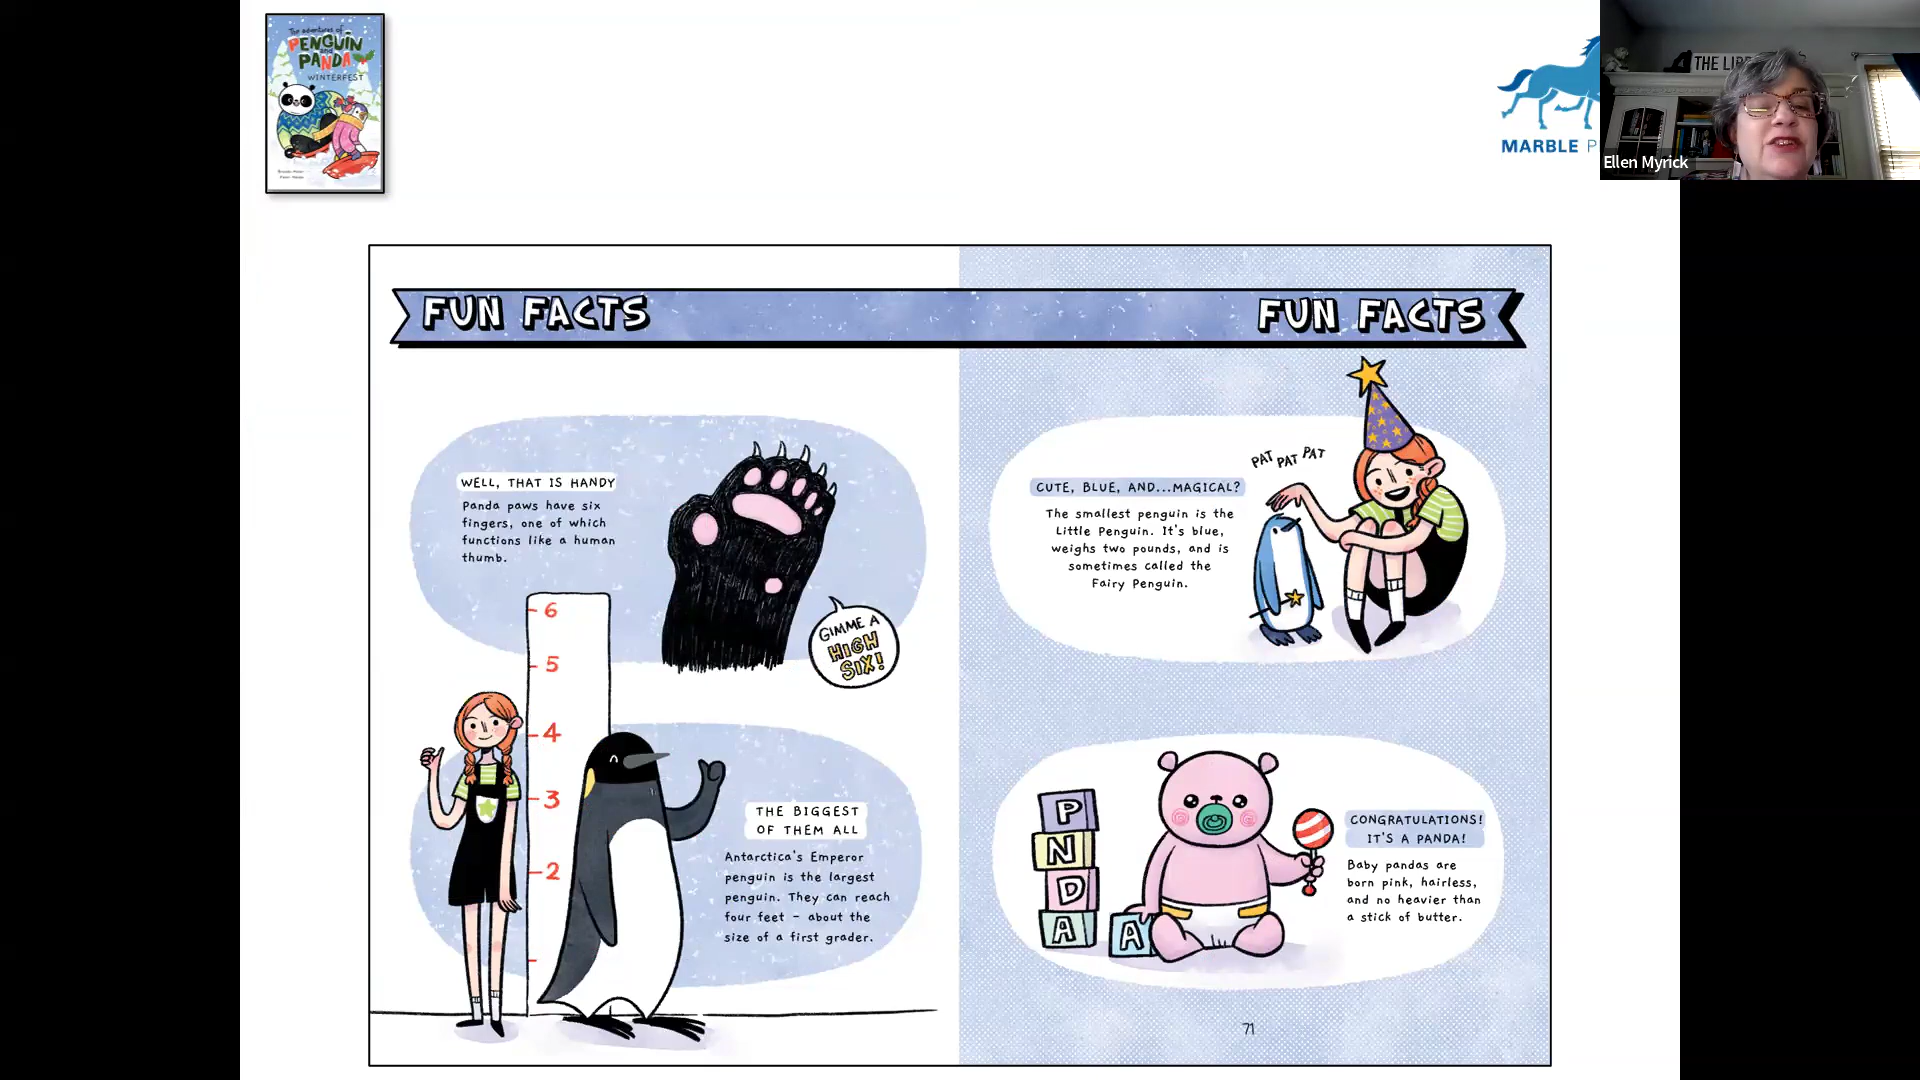 The adventures of
PENGUIN
and
PANDA
WINTERFEST
MARBLE P
THE LIB
Ellen Myrick
FUN FACTS
FUN FACTS
WELL, THAT IS HANDY
Panda paws have six
fingers, one of which
functions like a human
thumb.
GIMME A
HIGH
SIX!
6
5
4
3
2
THE BIGGEST
OF THEM ALL
Antarctica's Emperor
penguin is the largest
penguin. They can reach
four feet – about the
size of a first grader.
PAT PAT PAT
CUTE, BLUE, AND...MAGICAL?
The smallest penguin is the
Little Penguin. It's blue,
weighs two pounds, and is
sometimes called the
Fairy Penguin.
P
N
D
A
A
CONGRATULATIONS!
IT'S A PANDA!
Baby pandas are
born pink, hairless,
and no heavier than
a stick of butter.
71